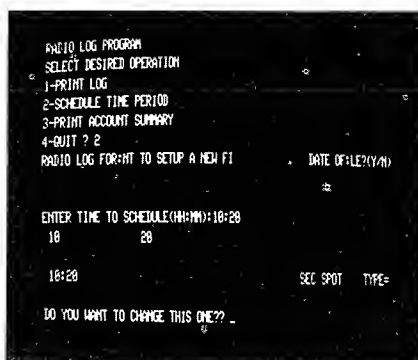 RADIO LOG PROGRAM
SELECT DESIRED OPERATION
1-PRINT LOG
2-SCHEDULE TIME PERIOD
3-PRINT ACCOUNT SUMMARY
4-QUIT ? 2
RADIO LOG FOR:NT TO SETUP A NEW FI DATE OF:LE?(Y/N)
ENTER TIME TO SCHEDULE(HH:MM):10:20
10 20
10:20 SEC SPOT TYPE=
DO YOU WANT TO CHANGE THIS ONE?? _